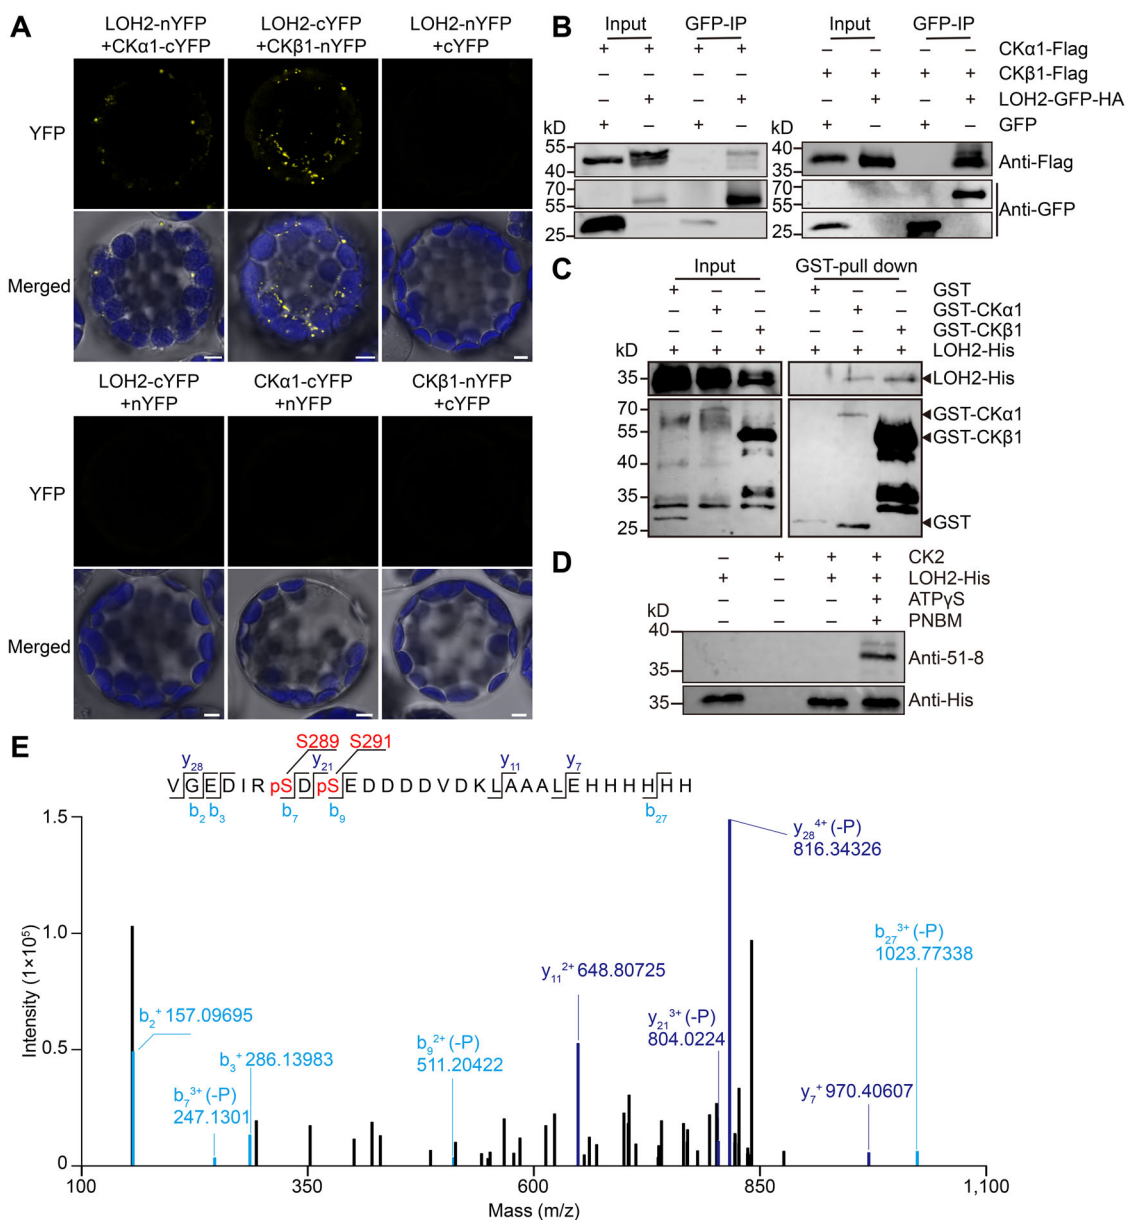 A
LOH2-nYFP
+CKα1-cYFP
LOH2-cYFP
+CKβ1-nYFP
LOH2-nYFP
+cYFP
YFP
Merged
LOH2-cYFP
+nYFP
CKα1-cYFP
+nYFP
CKβ1-nYFP
+cYFP
YFP
Merged
B
Input GFP-IP Input GFP-IP
+ + + + – – – – CKα1-Flag
– – – – + + + + CKβ1-Flag
– + – + – + – + LOH2-GFP-HA
kD + – + – kD + – + – GFP
55
40
40
35
Anti-Flag
70
55
70
55
Anti-GFP
25
25
C
Input GST-pull down
+ – – + – – GST
– + – – + – GST-CKα1
– – + – – + GST-CKβ1
kD + + + + + + LOH2-His
35
LOH2-His
70
GST-CKα1
55
GST-CKβ1
40
35
25
GST
D
– + + + CK2
+ – + + LOH2-His
– – – + ATPγS
– – – + PNBM
kD
40
35
Anti-51-8
35
Anti-His
E
S289 S291
y28 y21 y11 y7
V G E D I R pS D pS E D D D D V D K L A A A L E H H H H H H
b2 b3 b7 b9 b27
Intensity (1×10⁵)
1.5
1.0
0.5
0
b2⁺ 157.09695
b7³⁺ (-P)
247.1301
b3⁺ 286.13983
b9²⁺ (-P)
511.20422
y11²⁺ 648.80725
y21³⁺ (-P)
804.0224
y28⁴⁺ (-P)
816.34326
y7⁺ 970.40607
b27³⁺ (-P)
1023.77338
100 350 600 850 1,100
Mass (m/z)